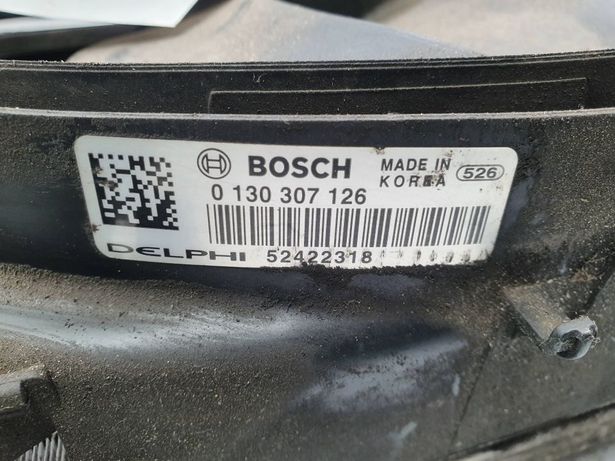 BOSCH MADE IN KOREA 526
0 130 307 126
DELPHI 52422318